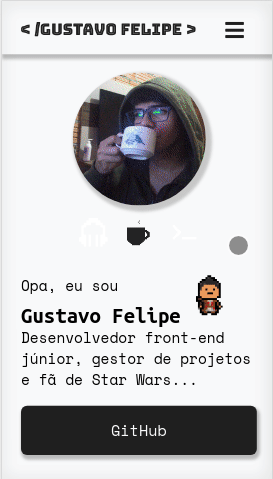 < /GUSTAVO FELIPE >
Opa, eu sou
Gustavo Felipe
Desenvolvedor front-end
júnior, gestor de projetos
e fã de Star Wars...
GitHub